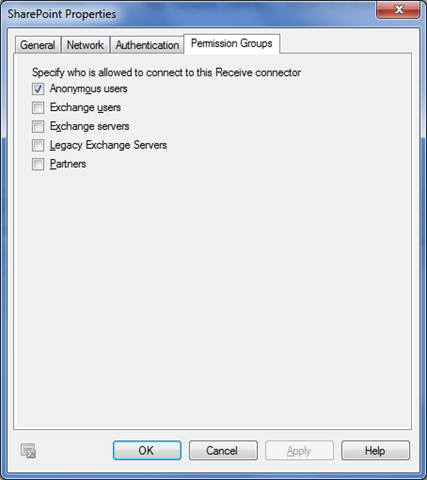 SharePoint Properties
General Network Authentication Permission Groups
Specify who is allowed to connect to this Receive connector
Anonymous users
Exchange users
Exchange servers
Legacy Exchange Servers
Partners
OK Cancel Apply Help